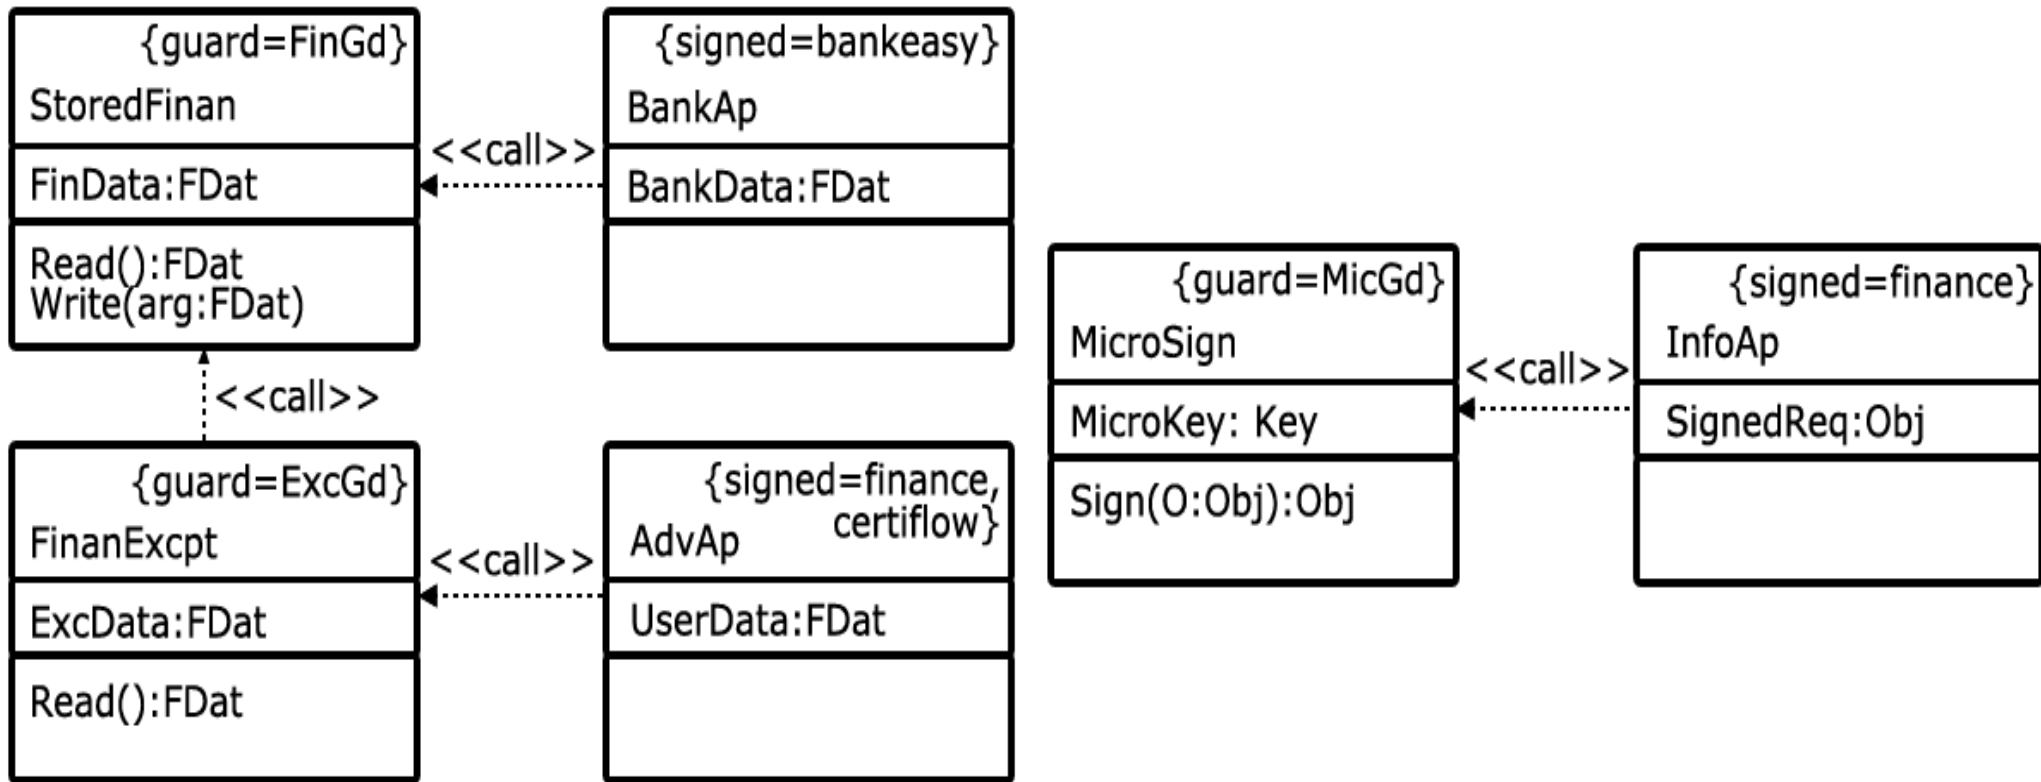 {guard=FinGd}
StoredFinan
FinData:FDat
Read():FDat
Write(arg:FDat)
<<call>>
{signed=bankeasy}
BankAp
BankData:FDat
<<call>>
{guard=ExcGd}
FinanExcpt
ExcData:FDat
Read():FDat
<<call>>
{signed=finance,
certiflow}
AdvAp
UserData:FDat
{guard=MicGd}
MicroSign
MicroKey: Key
Sign(O:Obj):Obj
<<call>>
{signed=finance}
InfoAp
SignedReq:Obj